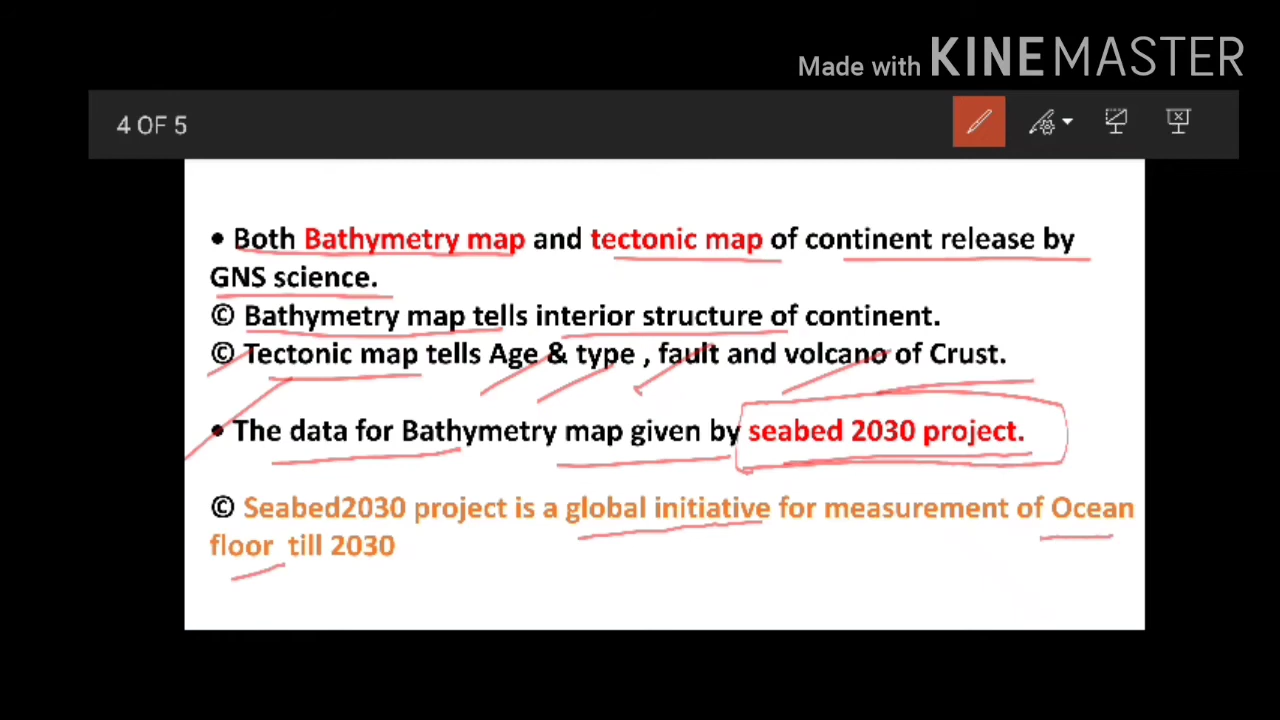 Made with KINEMASTER
4 OF 5
• Both Bathymetry map and tectonic map of continent release by
GNS science.
© Bathymetry map tells interior structure of continent.
© Tectonic map tells Age & type , fault and volcano of Crust.
• The data for Bathymetry map given by seabed 2030 project.
© Seabed2030 project is a global initiative for measurement of Ocean
floor till 2030